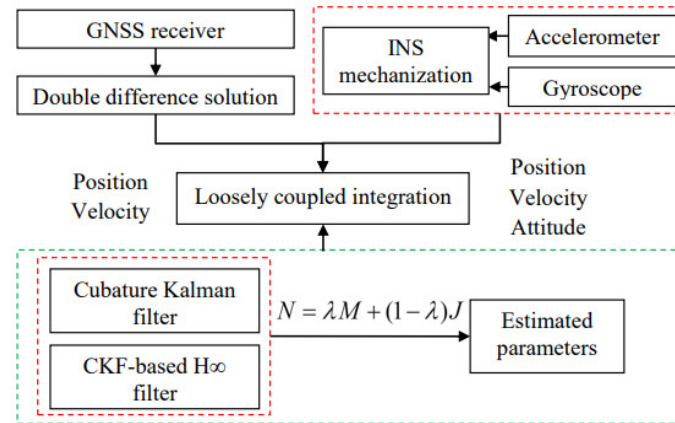 GNSS receiver
Double difference solution
INS
mechanization
Accelerometer
Gyroscope
Position
Velocity
Loosely coupled integration
Position
Velocity
Attitude
Cubature Kalman
filter
CKF-based H∞
filter
N = λM + (1 − λ)J
Estimated
parameters